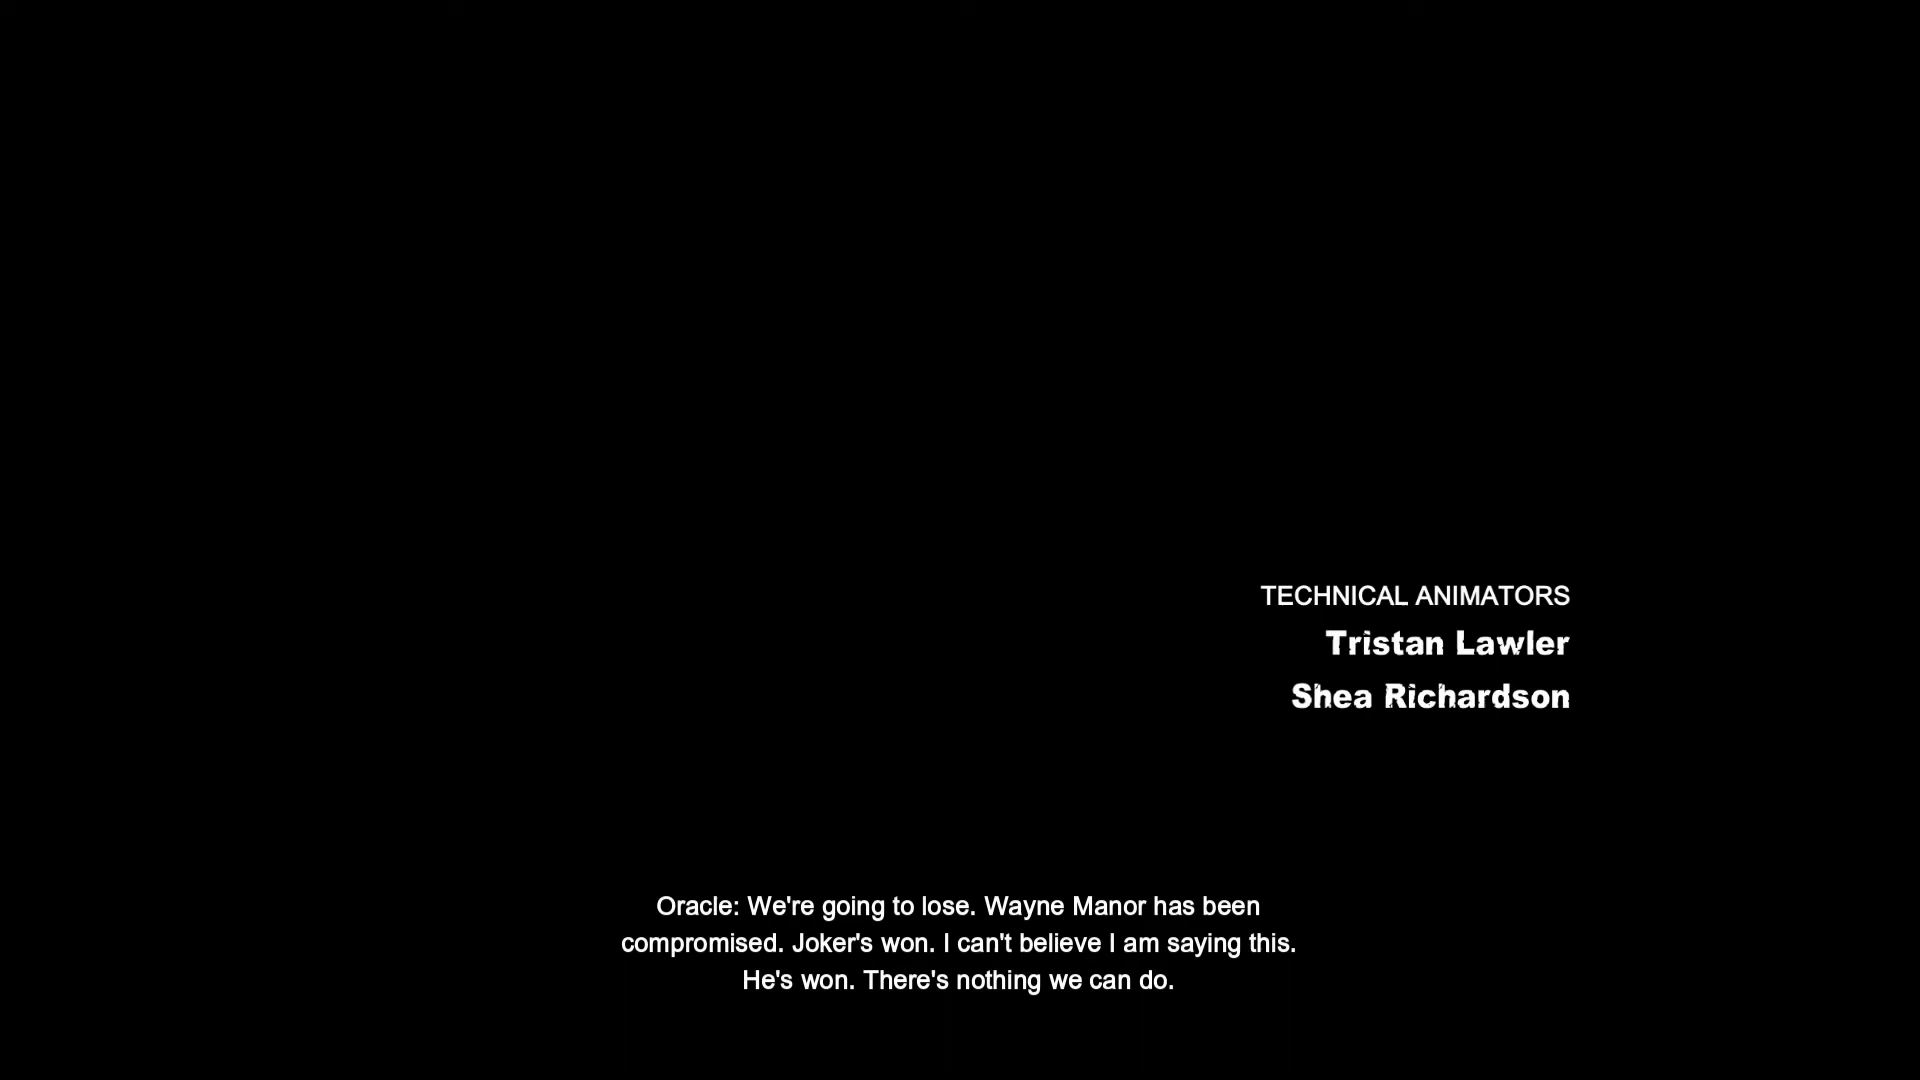 TECHNICAL ANIMATORS
Tristan Lawler
Shea Richardson
Oracle: We're going to lose. Wayne Manor has been
compromised. Joker's won. I can't believe I am saying this.
He's won. There's nothing we can do.